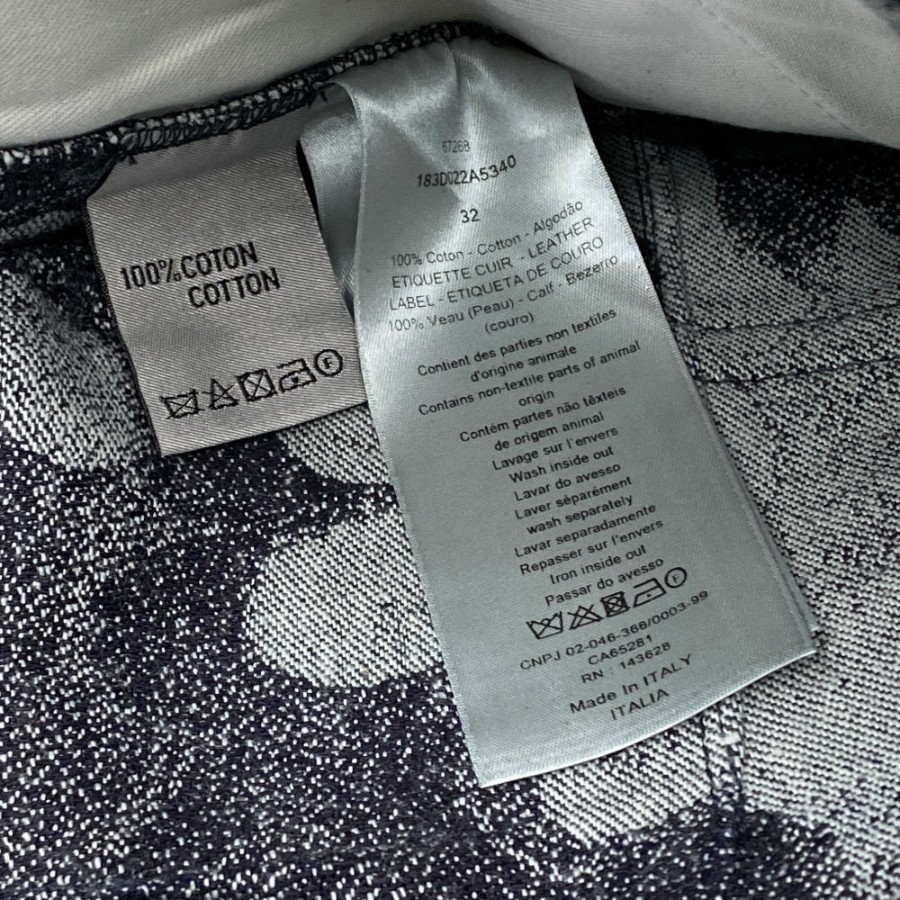 100%COTON
COTTON
F
6726B
183D022A5340
32
100% Coton - Cotton - Algodão
ETIQUETTE CUIR - LEATHER
LABEL - ETIQUETA DE COURO
100% Veau (Peau) - Calf - Bezerro
(couro)
Contient des parties non textiles
d'origine animale
Contains non-textile parts of animal
origin
Contém partes não têxteis
de origem animal
Lavage sur l'envers
Wash inside out
Lavar do avesso
Laver séparément
wash separately
Lavar separadamente
Repasser sur l'envers
Iron inside out
Passar do avesso
F
CNPJ 02-046-366/0003-99
CA65281
RN : 143628
Made In ITALY
ITALIA